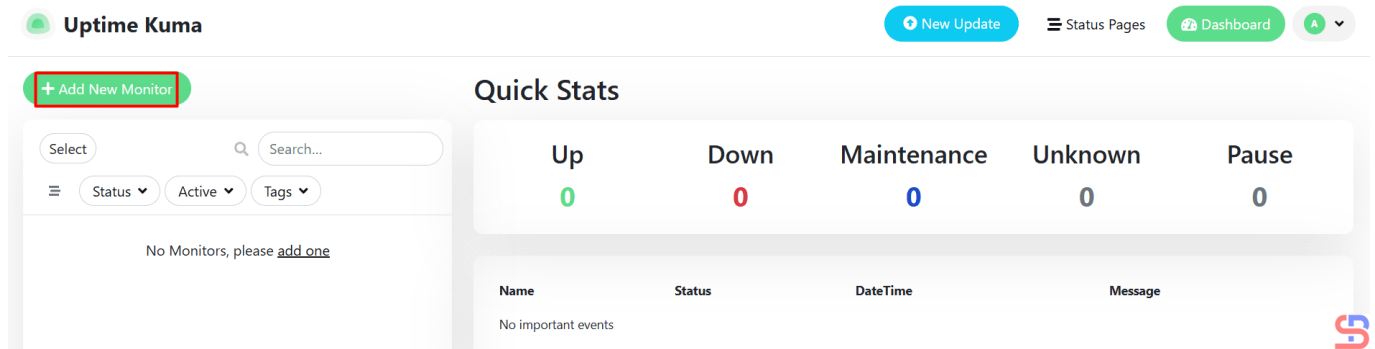 Uptime Kuma
New Update
Status Pages
Dashboard
A
+ Add New Monitor
Quick Stats
Select
Search...
Up
Down
Maintenance
Unknown
Pause
0
0
0
0
0
Status
Active
Tags
No Monitors, please add one
Name
Status
DateTime
Message
No important events